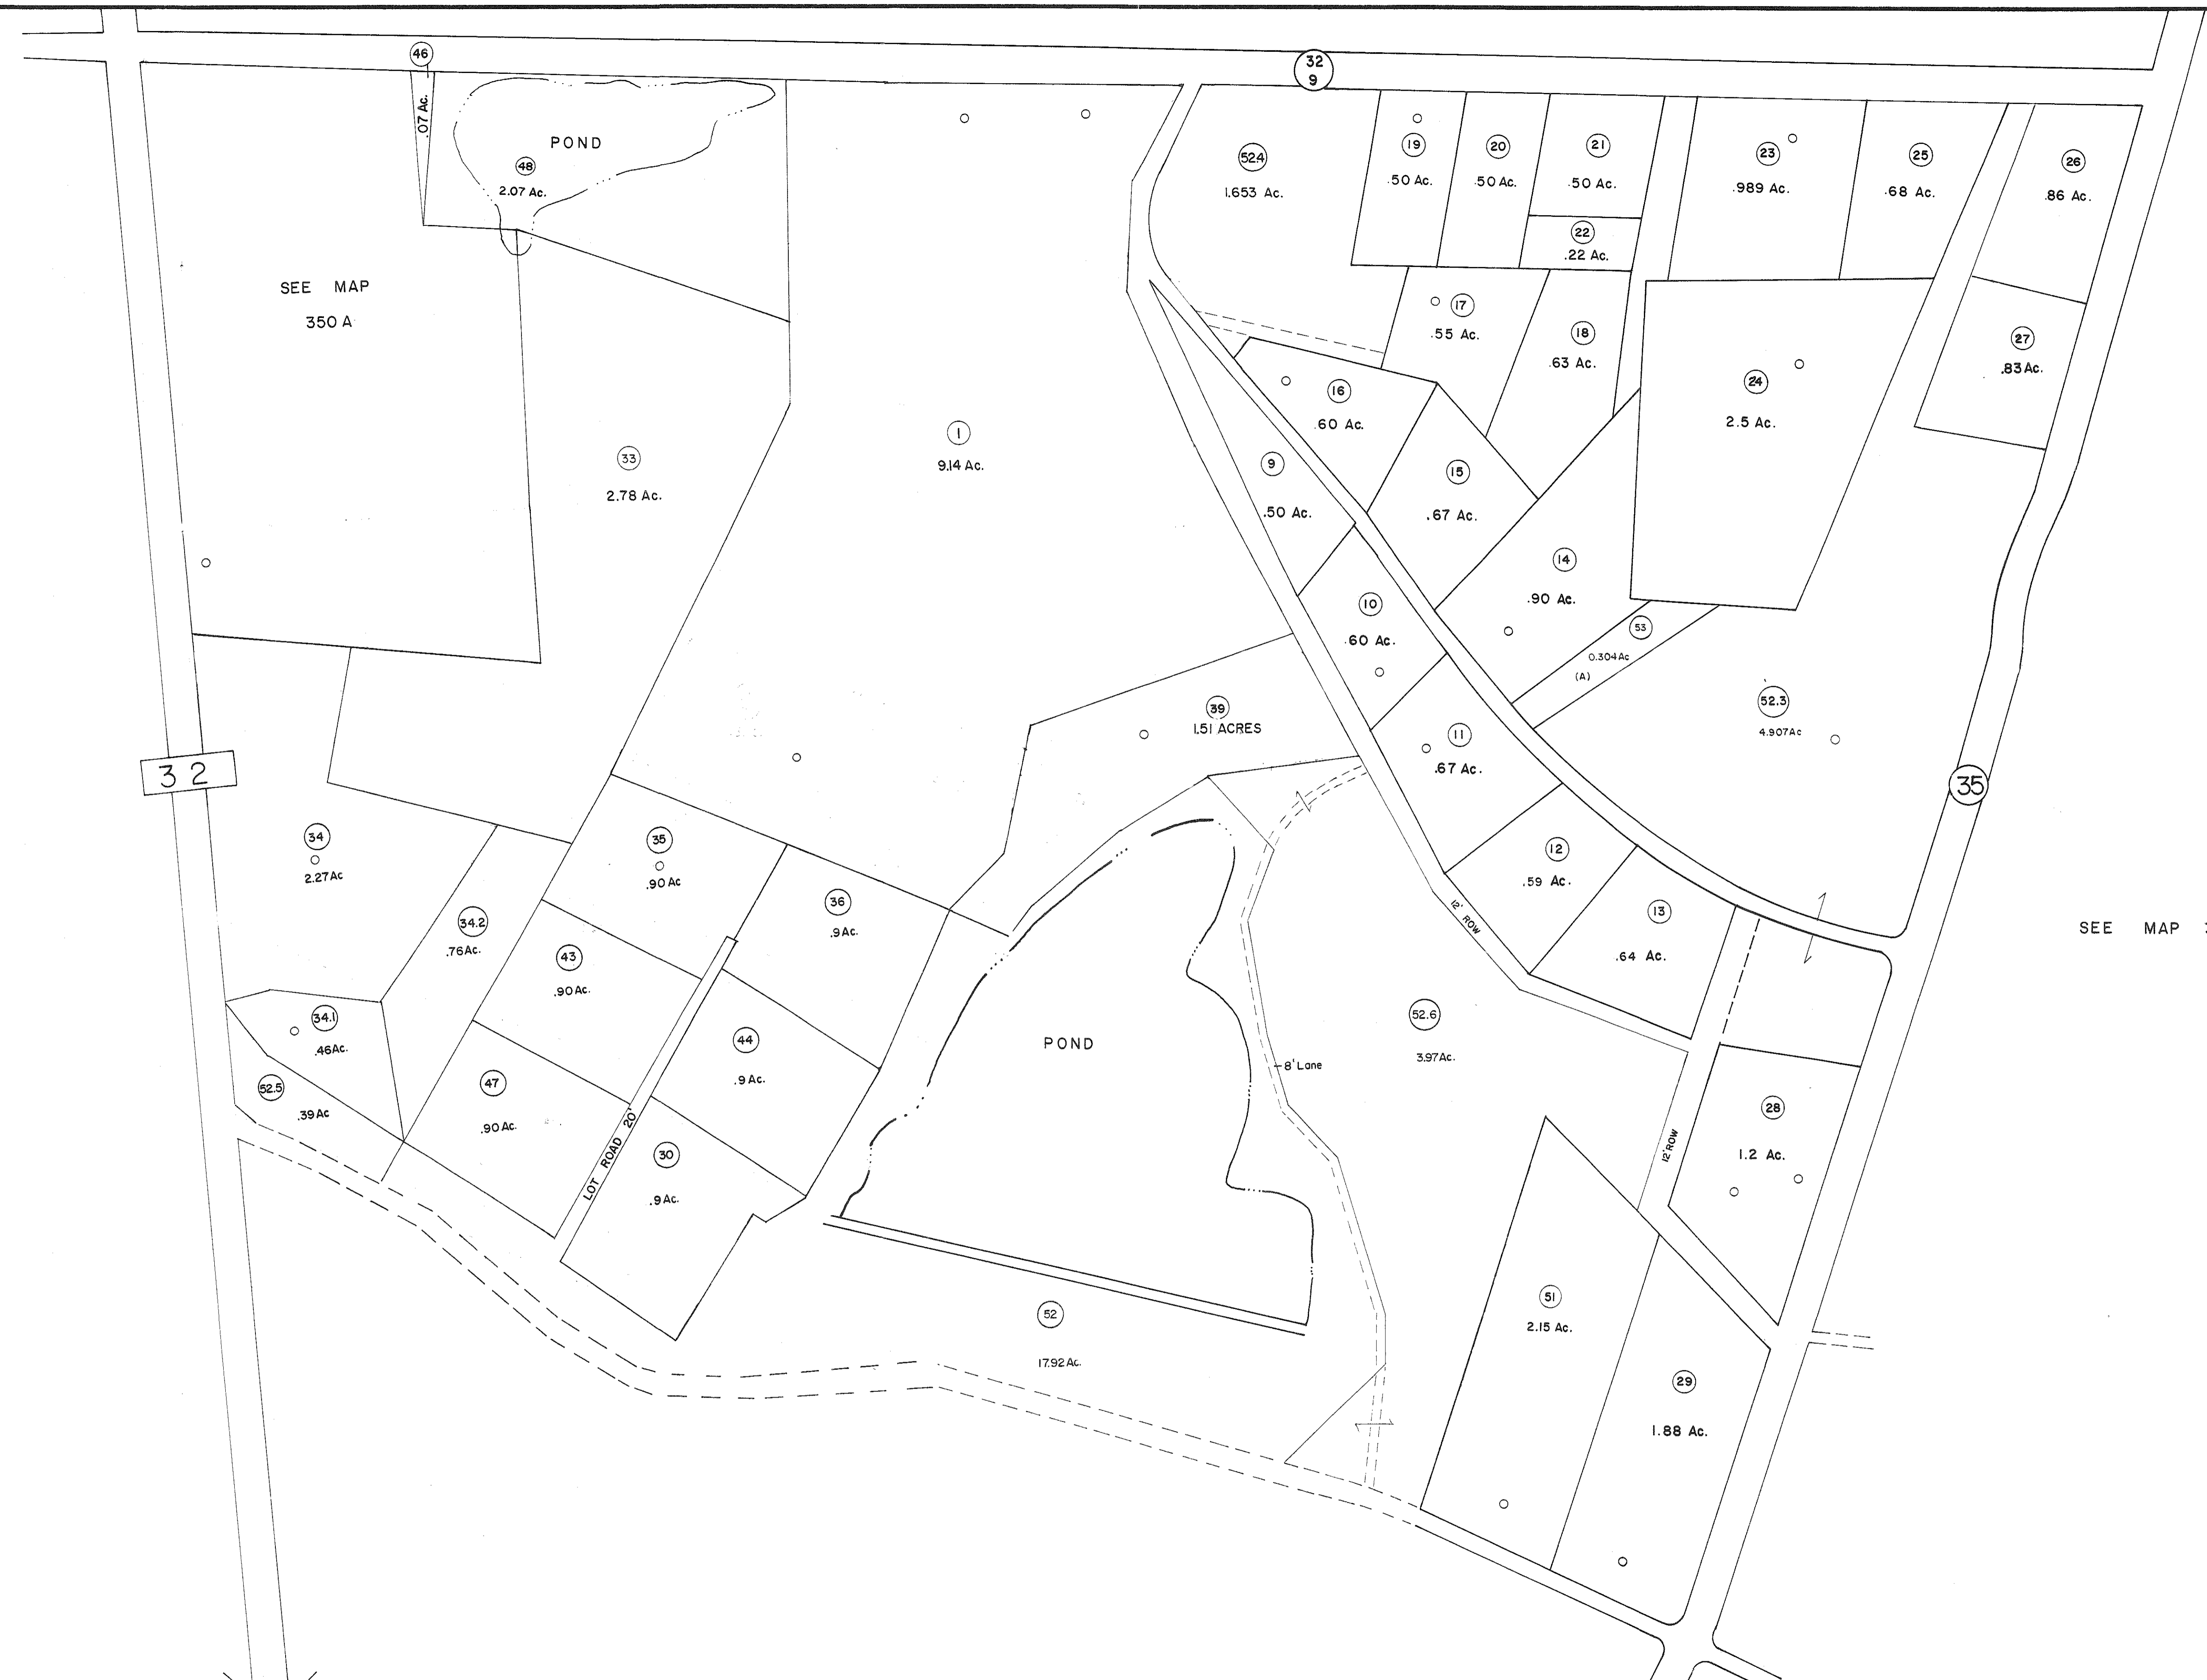 46
32
9
.07 Ac.
POND
48
2.07 Ac.
52.4
1.653 Ac.
19
.50 Ac.
20
.50 Ac.
21
.50 Ac.
22
.22 Ac.
23
.989 Ac.
25
.68 Ac.
26
.86 Ac.
SEE MAP
350 A
17
.55 Ac.
18
.63 Ac.
27
.83 Ac.
24
2.5 Ac.
16
.60 Ac.
1
9.14 Ac.
33
2.78 Ac.
9
.50 Ac.
15
.67 Ac.
14
.90 Ac.
10
.60 Ac.
53
0.304 Ac
(A)
39
1.51 ACRES
52.3
4.907 Ac
11
.67 Ac.
32
35
34
2.27 Ac
35
.90 Ac
12
.59 Ac.
36
.9 Ac.
12' ROW
13
.64 Ac.
34.2
.76 Ac.
SEE MAP
43
.90 Ac.
34.1
.46 Ac.
44
.9 Ac.
POND
52.6
3.97 Ac.
8' Lane
52.5
.39 Ac
47
.90 Ac.
LOT ROAD 20'
30
.9 Ac.
28
1.2 Ac.
12' ROW
52
17.92 Ac.
51
2.15 Ac.
29
1.88 Ac.